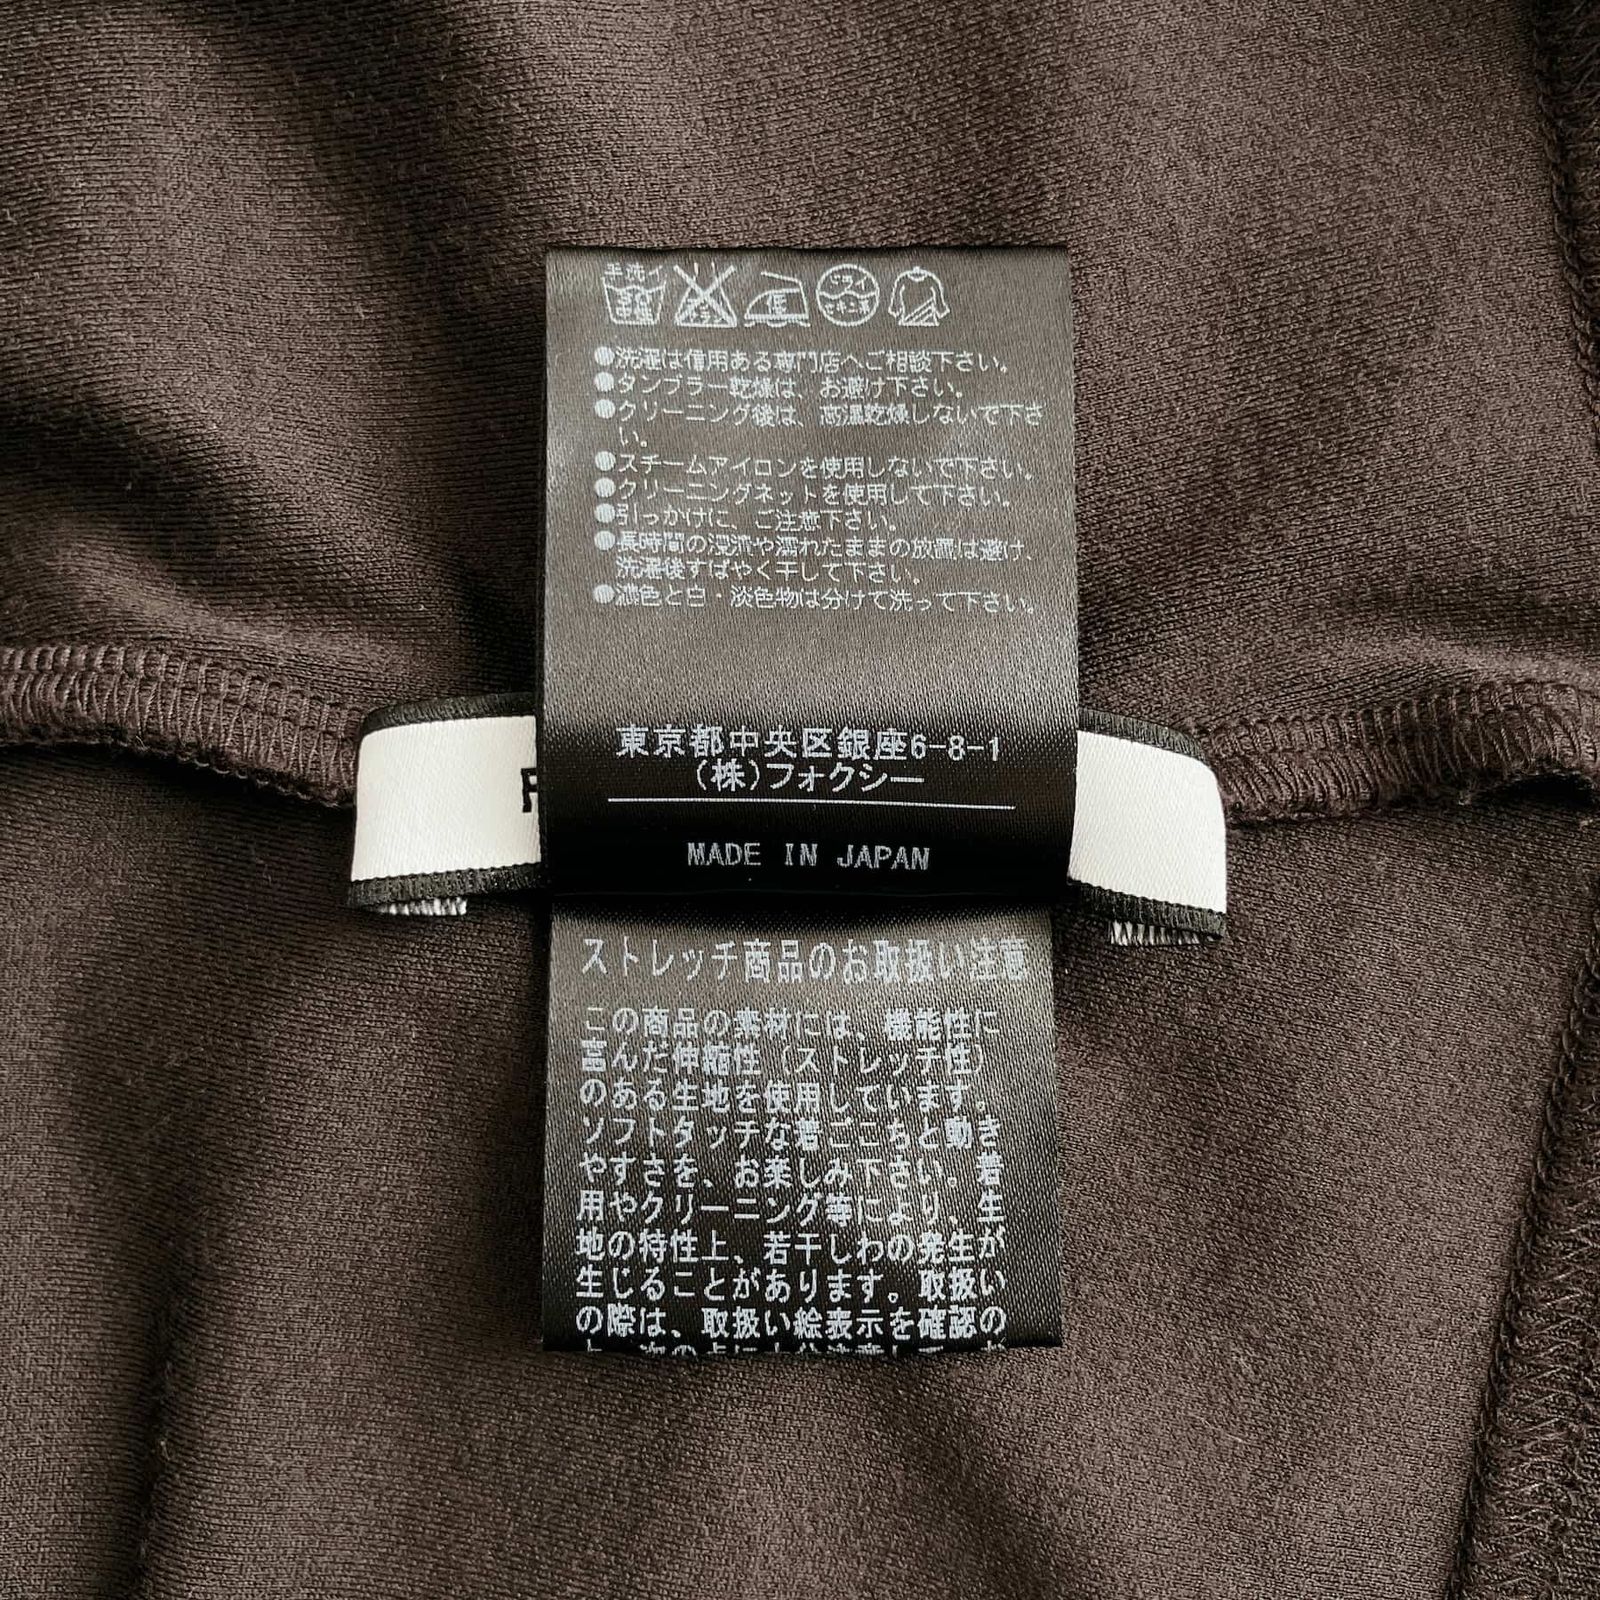 手洗イ
中性
低
ドライ
●洗濯は信用ある専門店へご相談下さい。
●タンブラー乾燥は、お避け下さい。
●クリーニング後は、高温乾燥しないで下さ
い。
●スチームアイロンを使用しないで下さい。
●クリーニングネットを使用して下さい。
●引っかけに、ご注意下さい。
●長時間の浸漬や濡れたままの放置は避け、
洗濯後すばやく干して下さい。
●濃色と白・淡色物は分けて洗って下さい。
東京都中央区銀座6-8-1
(株)フォクシー
MADE IN JAPAN
ストレッチ商品のお取扱い注意
この商品の素材には、機能性に
富んだ伸縮性（ストレッチ性）
のある生地を使用しています。
ソフトタッチな着ごこちと動き
やすさを、お楽しみ下さい。着
用やクリーニング等により、生
地の特性上、若干しわの発生が
生じることがあります。取扱い
の際は、取扱い絵表示を確認の